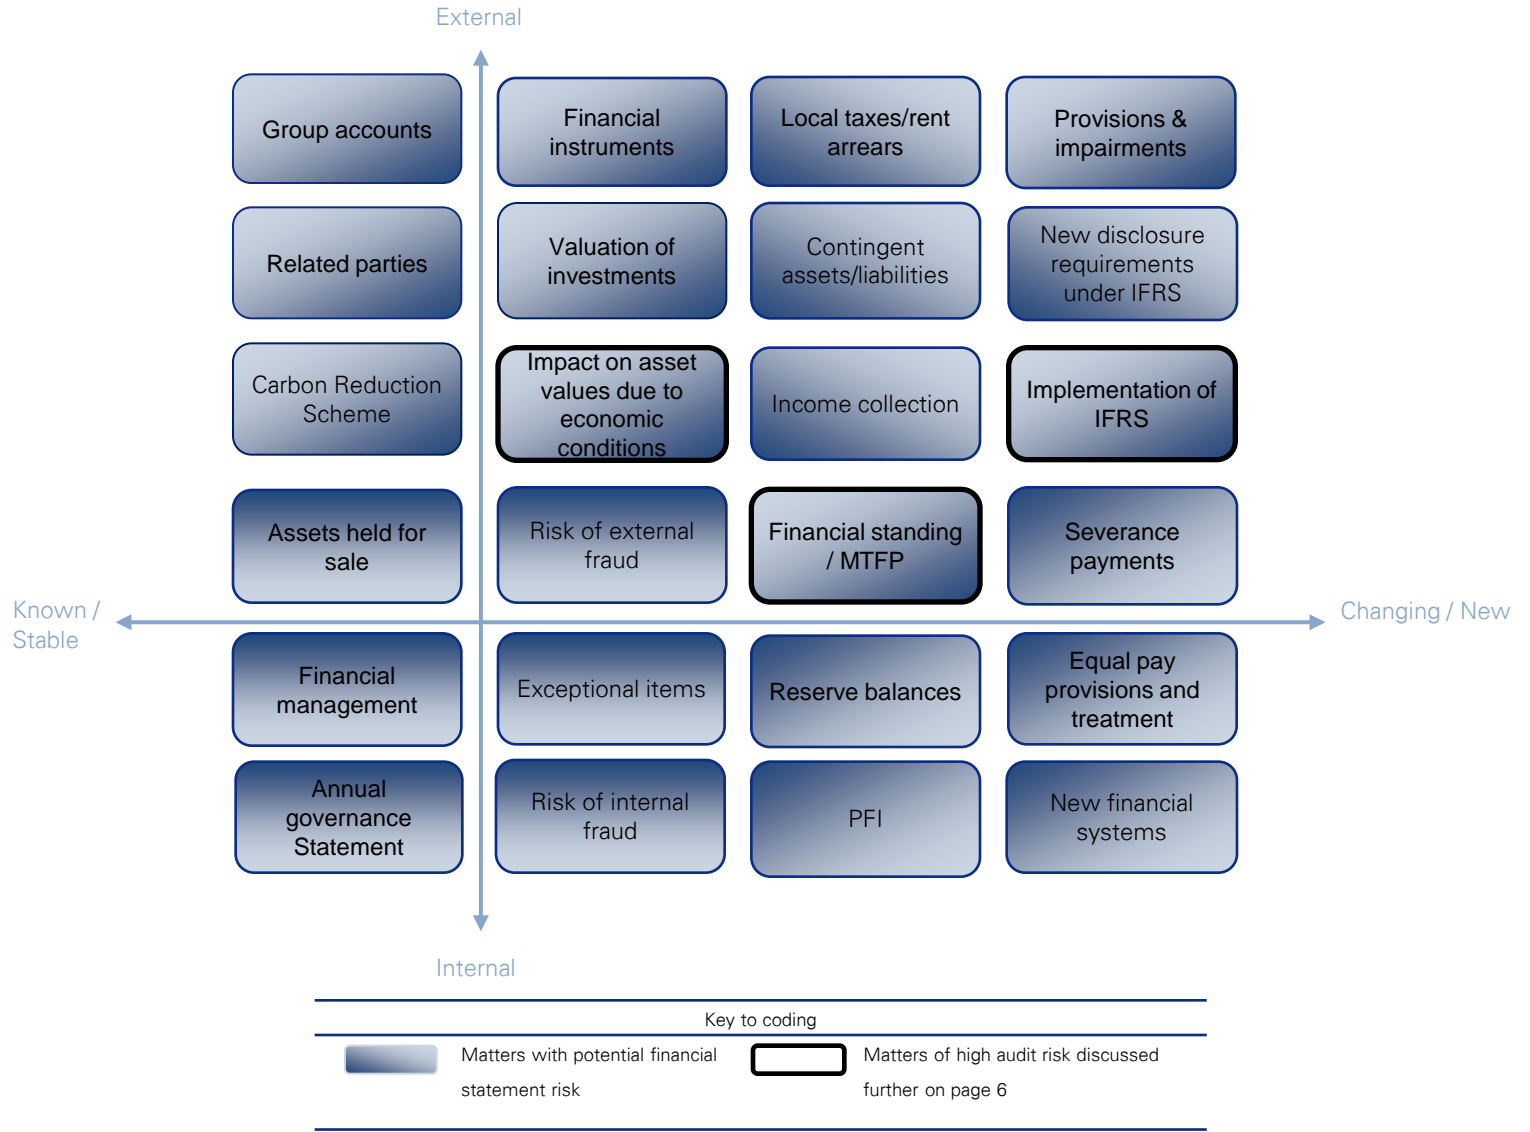 External
Group accounts
Financial
instruments
Local taxes/rent
arrears
Provisions &
impairments
Related parties
Valuation of
investments
Contingent
assets/liabilities
New disclosure
requirements
under IFRS
Carbon Reduction
Scheme
Impact on asset
values due to
economic
conditions
Income collection
Implementation of
IFRS
Assets held for
sale
Risk of external
fraud
Financial standing
/ MTFP
Severance
payments
Known /
Stable
Changing / New
Financial
management
Exceptional items
Reserve balances
Equal pay
provisions and
treatment
Annual
governance
Statement
Risk of internal
fraud
PFI
New financial
systems
Internal
Key to coding
Matters with potential financial
statement risk
Matters of high audit risk discussed
further on page 6